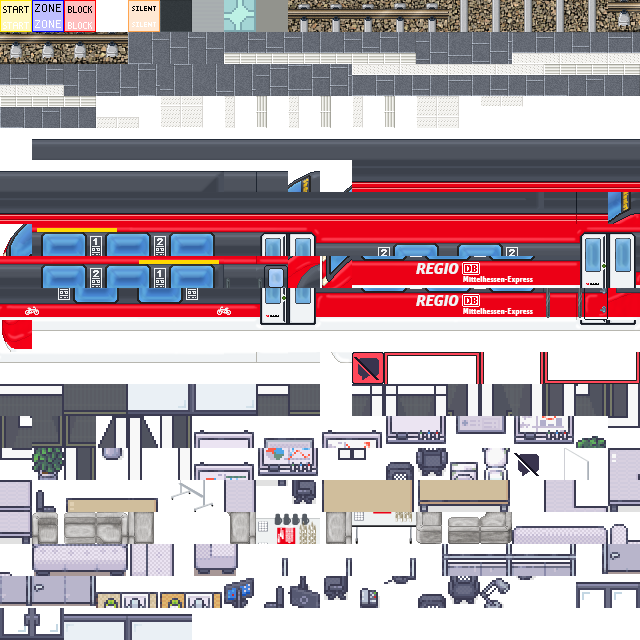 START ZONE BLOCK SILENT
START ZONE BLOCK SILENT
1 2
2 2
REGIO DB
Mittelhessen-Express
2 1
REGIO DB
Mittelhessen-Express